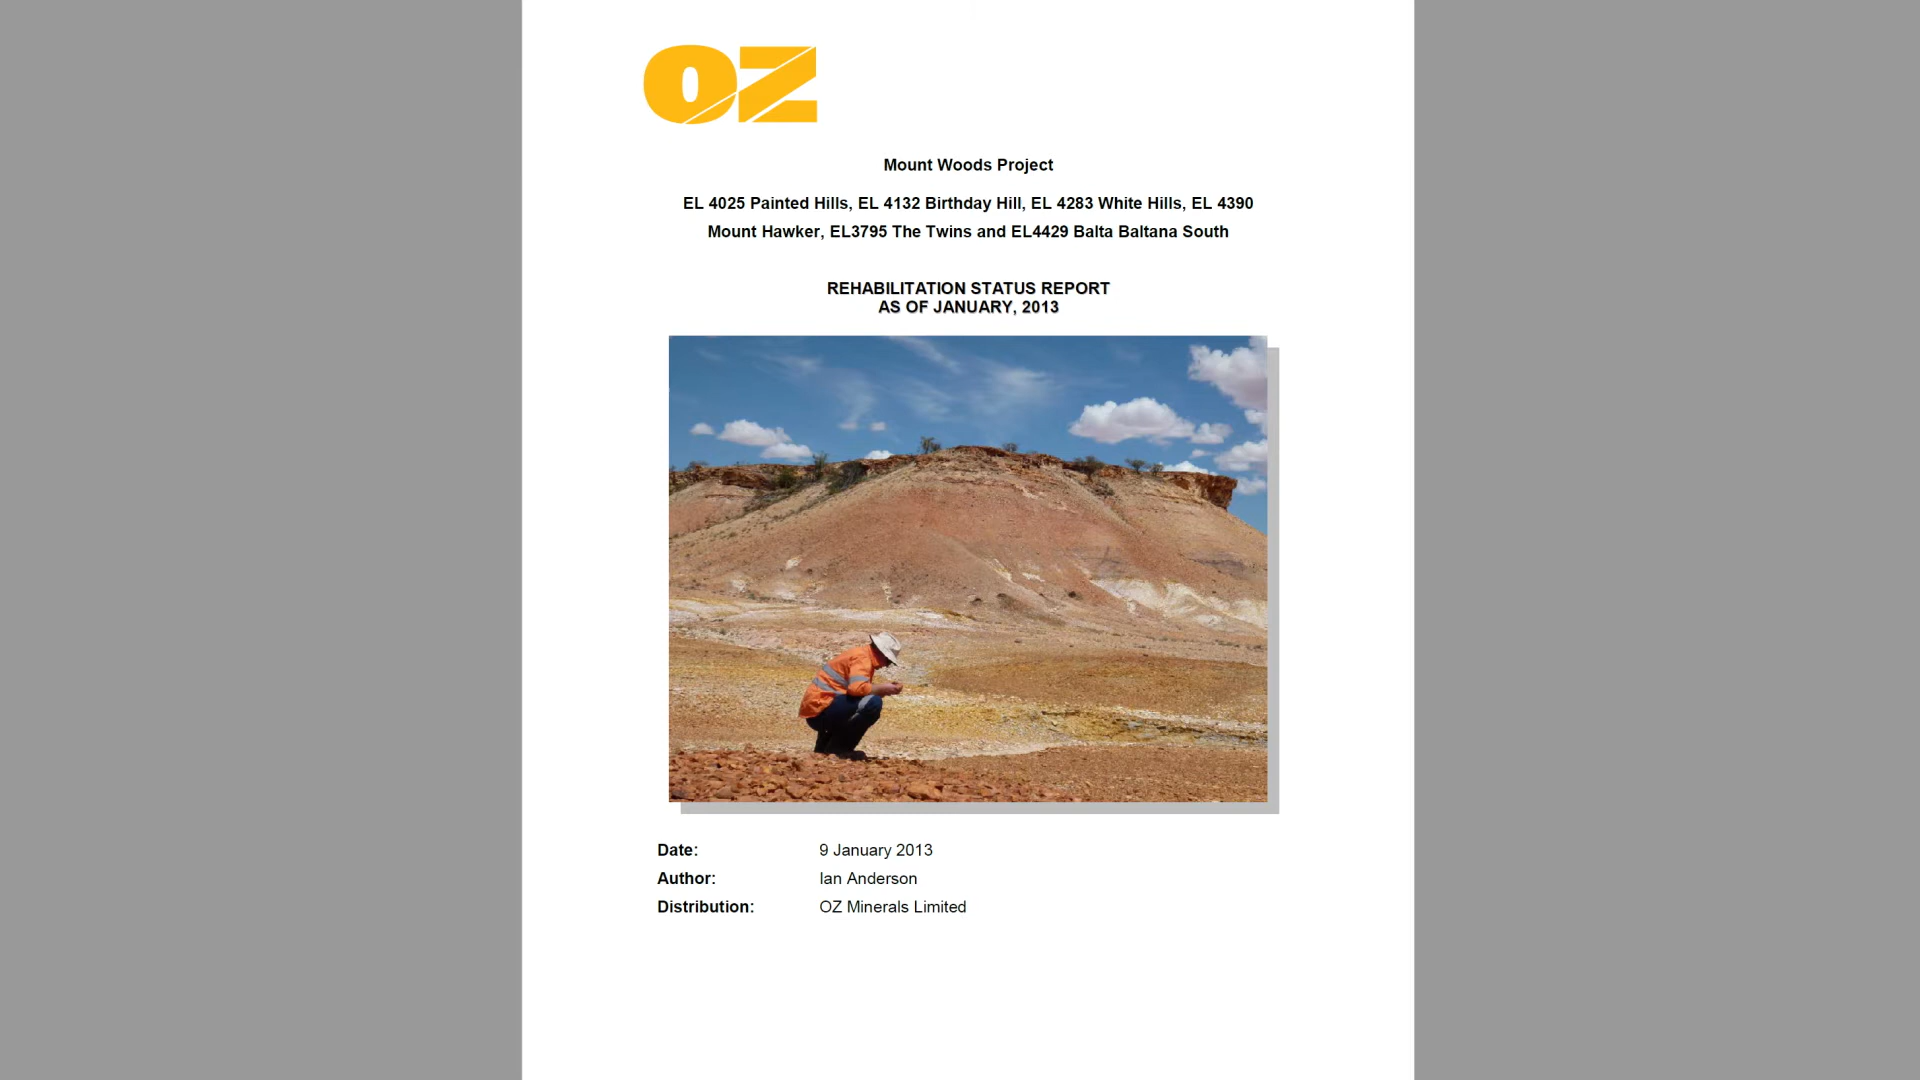 OZ
Mount Woods Project
EL 4025 Painted Hills, EL 4132 Birthday Hill, EL 4283 White Hills, EL 4390
Mount Hawker, EL3795 The Twins and EL4429 Balta Baltana South
REHABILITATION STATUS REPORT
AS OF JANUARY, 2013
Date: 9 January 2013
Author: Ian Anderson
Distribution: OZ Minerals Limited